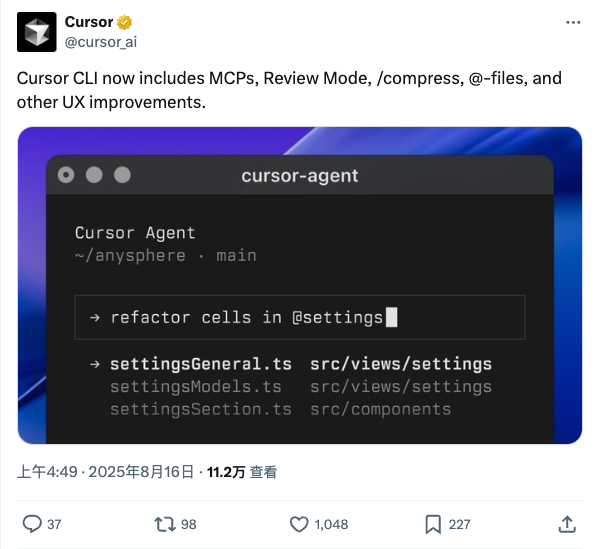 Cursor
@cursor_ai
Cursor CLI now includes MCPs, Review Mode, /compress, @-files, and
other UX improvements.
cursor-agent
Cursor Agent
~/anysphere · main
→ refactor cells in @settings
→ settingsGeneral.ts src/views/settings
settingsModels.ts src/views/settings
settingsSection.ts src/components
上午4:49 · 2025年8月16日 · 11.2万 查看
37 98 1,048 227